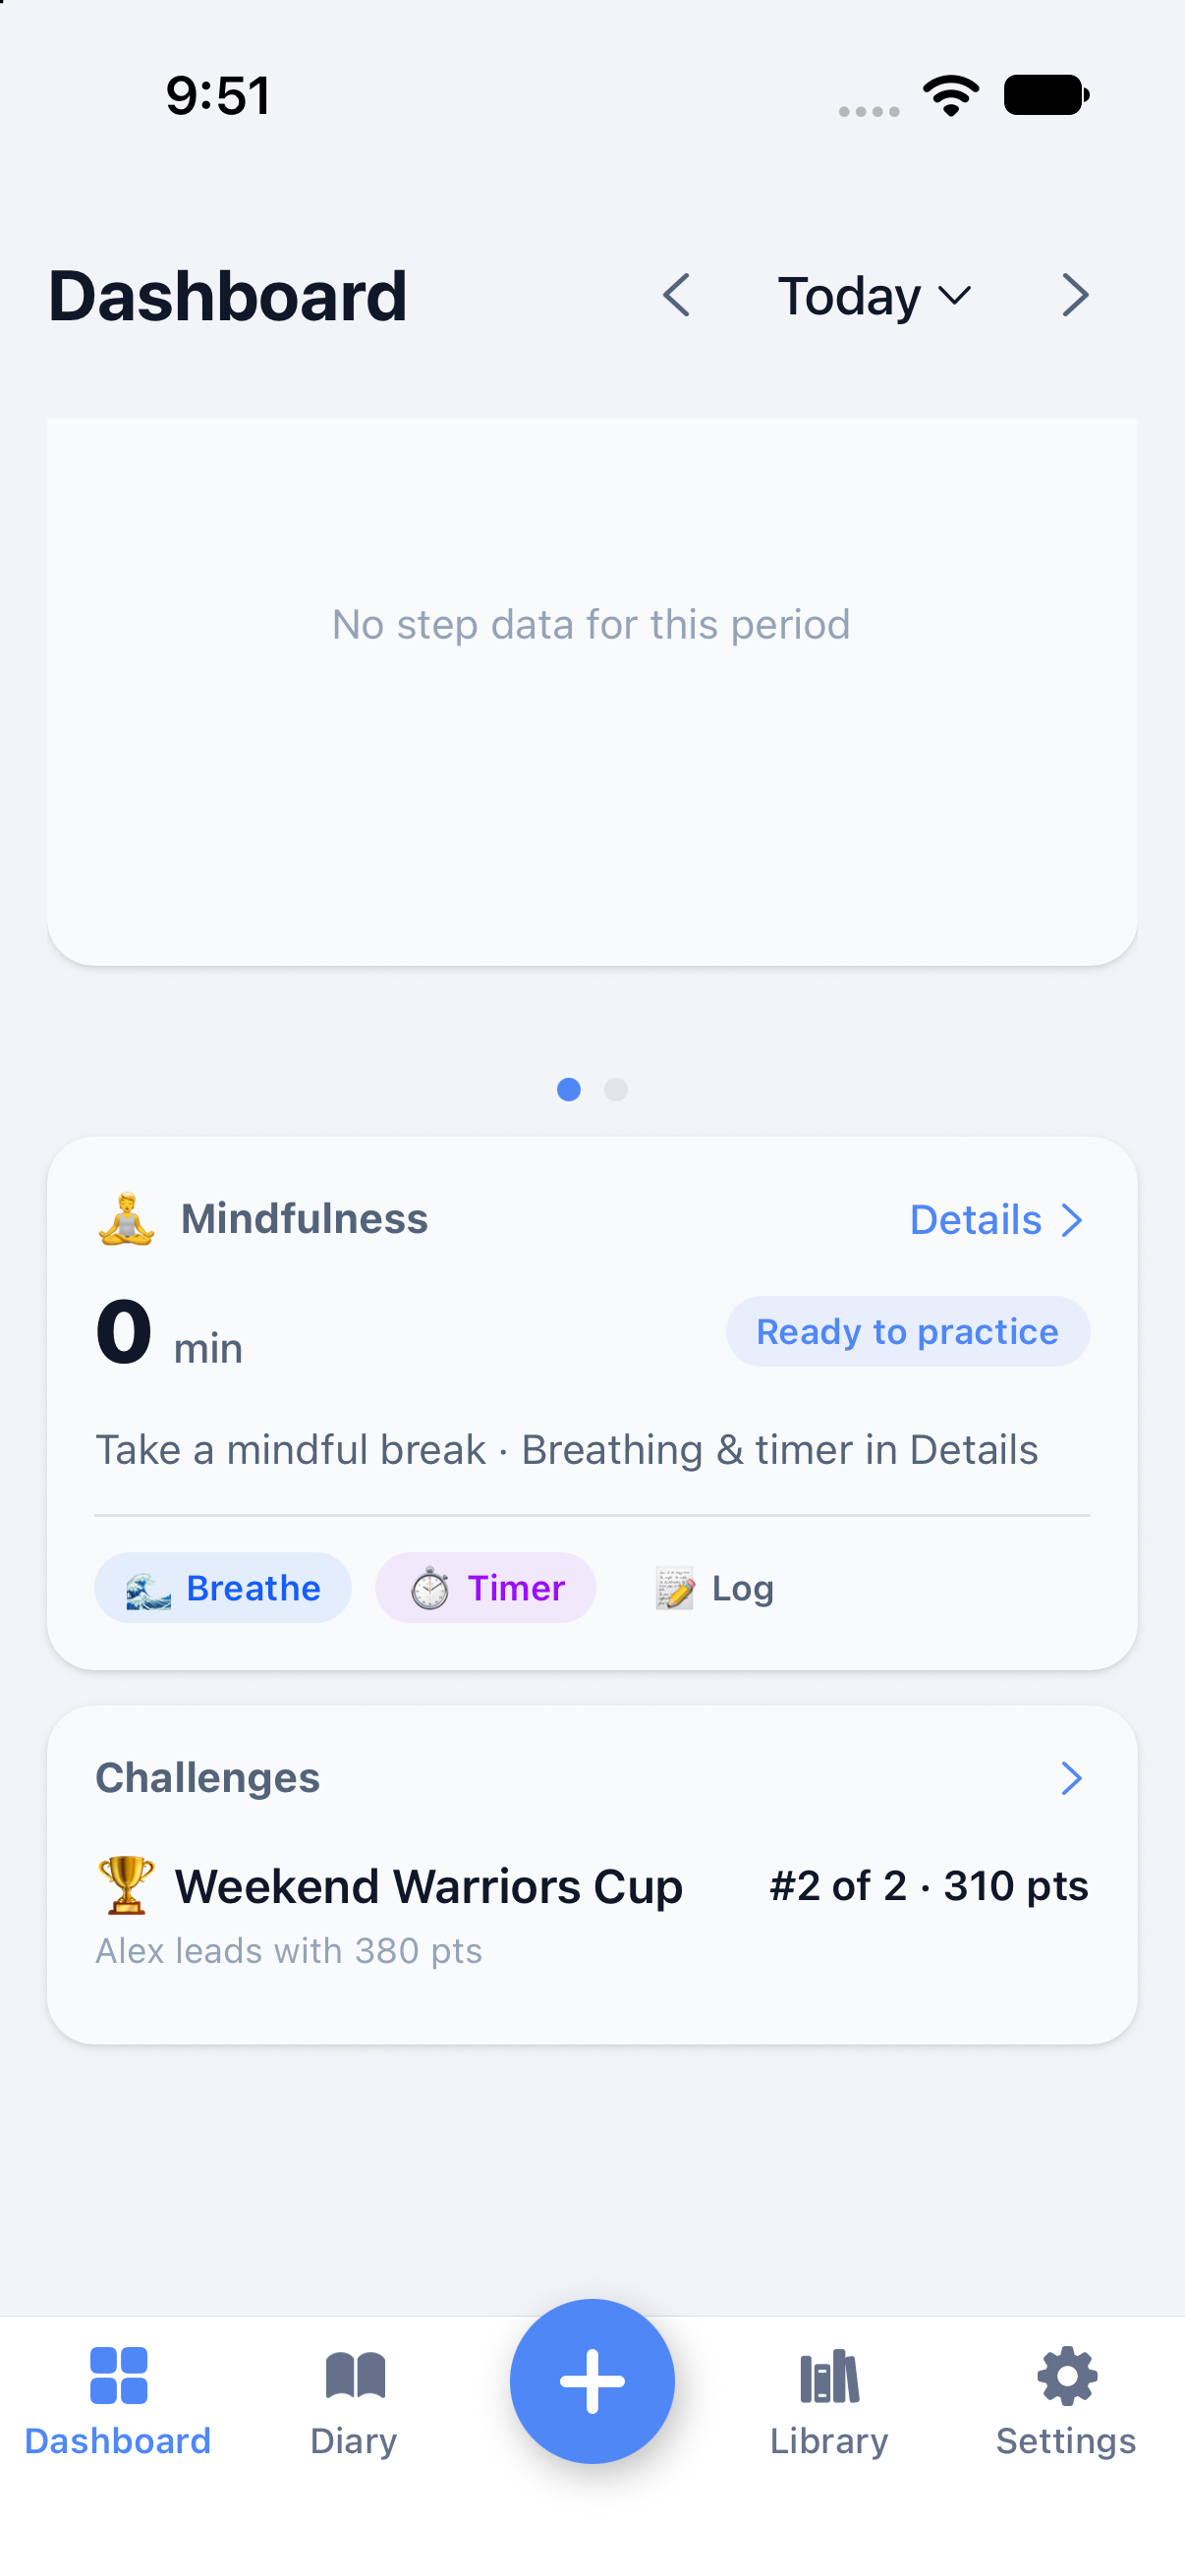 9:51
Dashboard
Today
No step data for this period
Mindfulness
Details
0 min
Ready to practice
Take a mindful break · Breathing & timer in Details
Breathe
Timer
Log
Challenges
Weekend Warriors Cup
#2 of 2 · 310 pts
Alex leads with 380 pts
Dashboard
Diary
Library
Settings